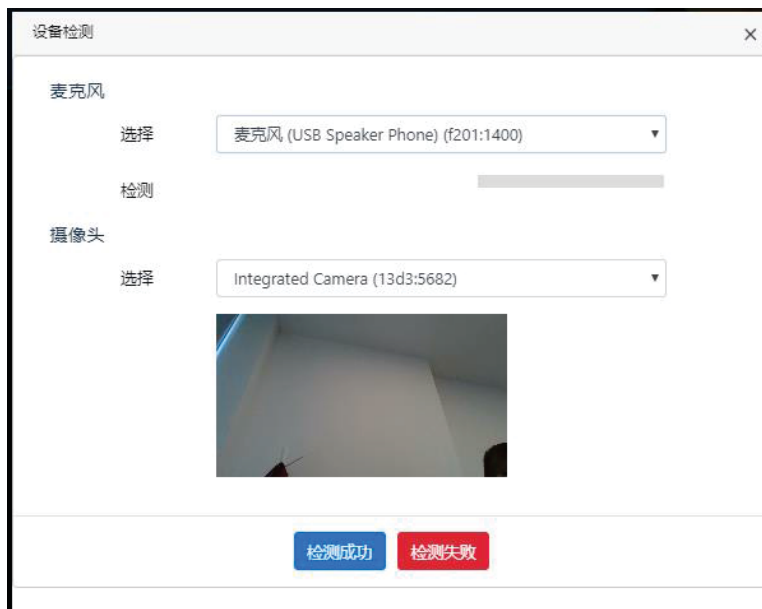 设备检测
麦克风
选择
麦克风 (USB Speaker Phone) (f201:1400)
检测
摄像头
选择
Integrated Camera (13d3:5682)
检测成功
检测失败